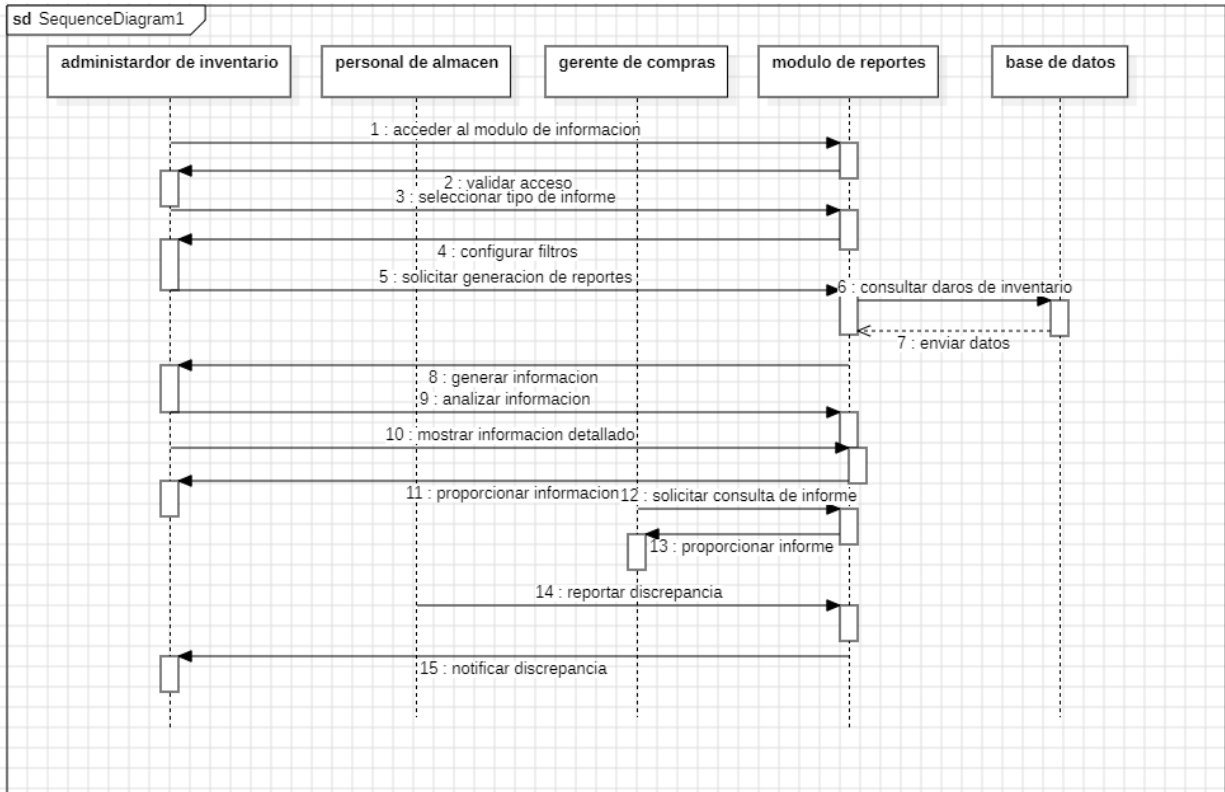 sd SequenceDiagram1
administardor de inventario
personal de almacen
gerente de compras
modulo de reportes
base de datos
1 : acceder al modulo de informacion
2 : validar acceso
3 : seleccionar tipo de informe
4 : configurar filtros
5 : solicitar generacion de reportes
6 : consultar daros de inventario
7 : enviar datos
8 : generar informacion
9 : analizar informacion
10 : mostrar informacion detallado
11 : proporcionar informacion
12 : solicitar consulta de informe
13 : proporcionar informe
14 : reportar discrepancia
15 : notificar discrepancia